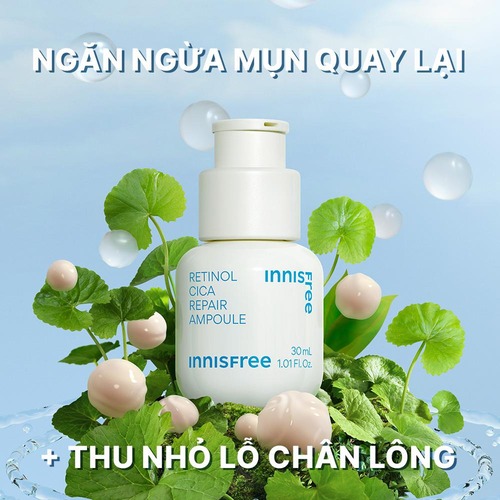 NGĂN NGỪA MỤN QUAY LẠI
RETINOL
CICA
REPAIR
AMPOULE
INNISFree
30 mL
1.01 Fl. Oz.
INNISFree
+ THU NHỎ LỖ CHÂN LÔNG